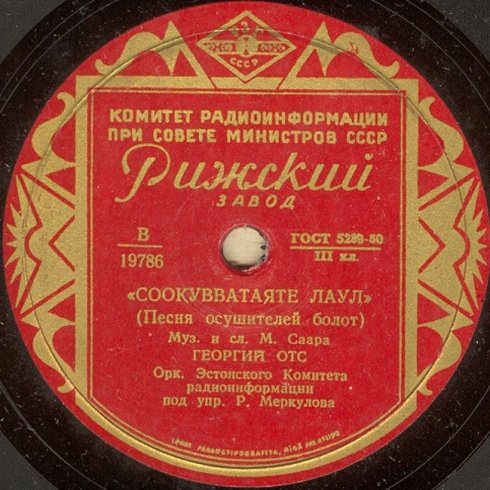 СССР
КОМИТЕТ РАДИОИНФОРМАЦИИ
ПРИ СОВЕТЕ МИНИСТРОВ СССР
Рижский
ЗАВОД
В
19786
ГОСТ 5289-50
III кл.
«СООКУВВАТАЯТЕ ЛАУЛ»
(Песня осушителей болот)
Муз. и сл. М. Саара
ГЕОРГИЙ ОТС
Орк. Эстонского Комитета
радиоинформации
под упр. Р. Меркулова